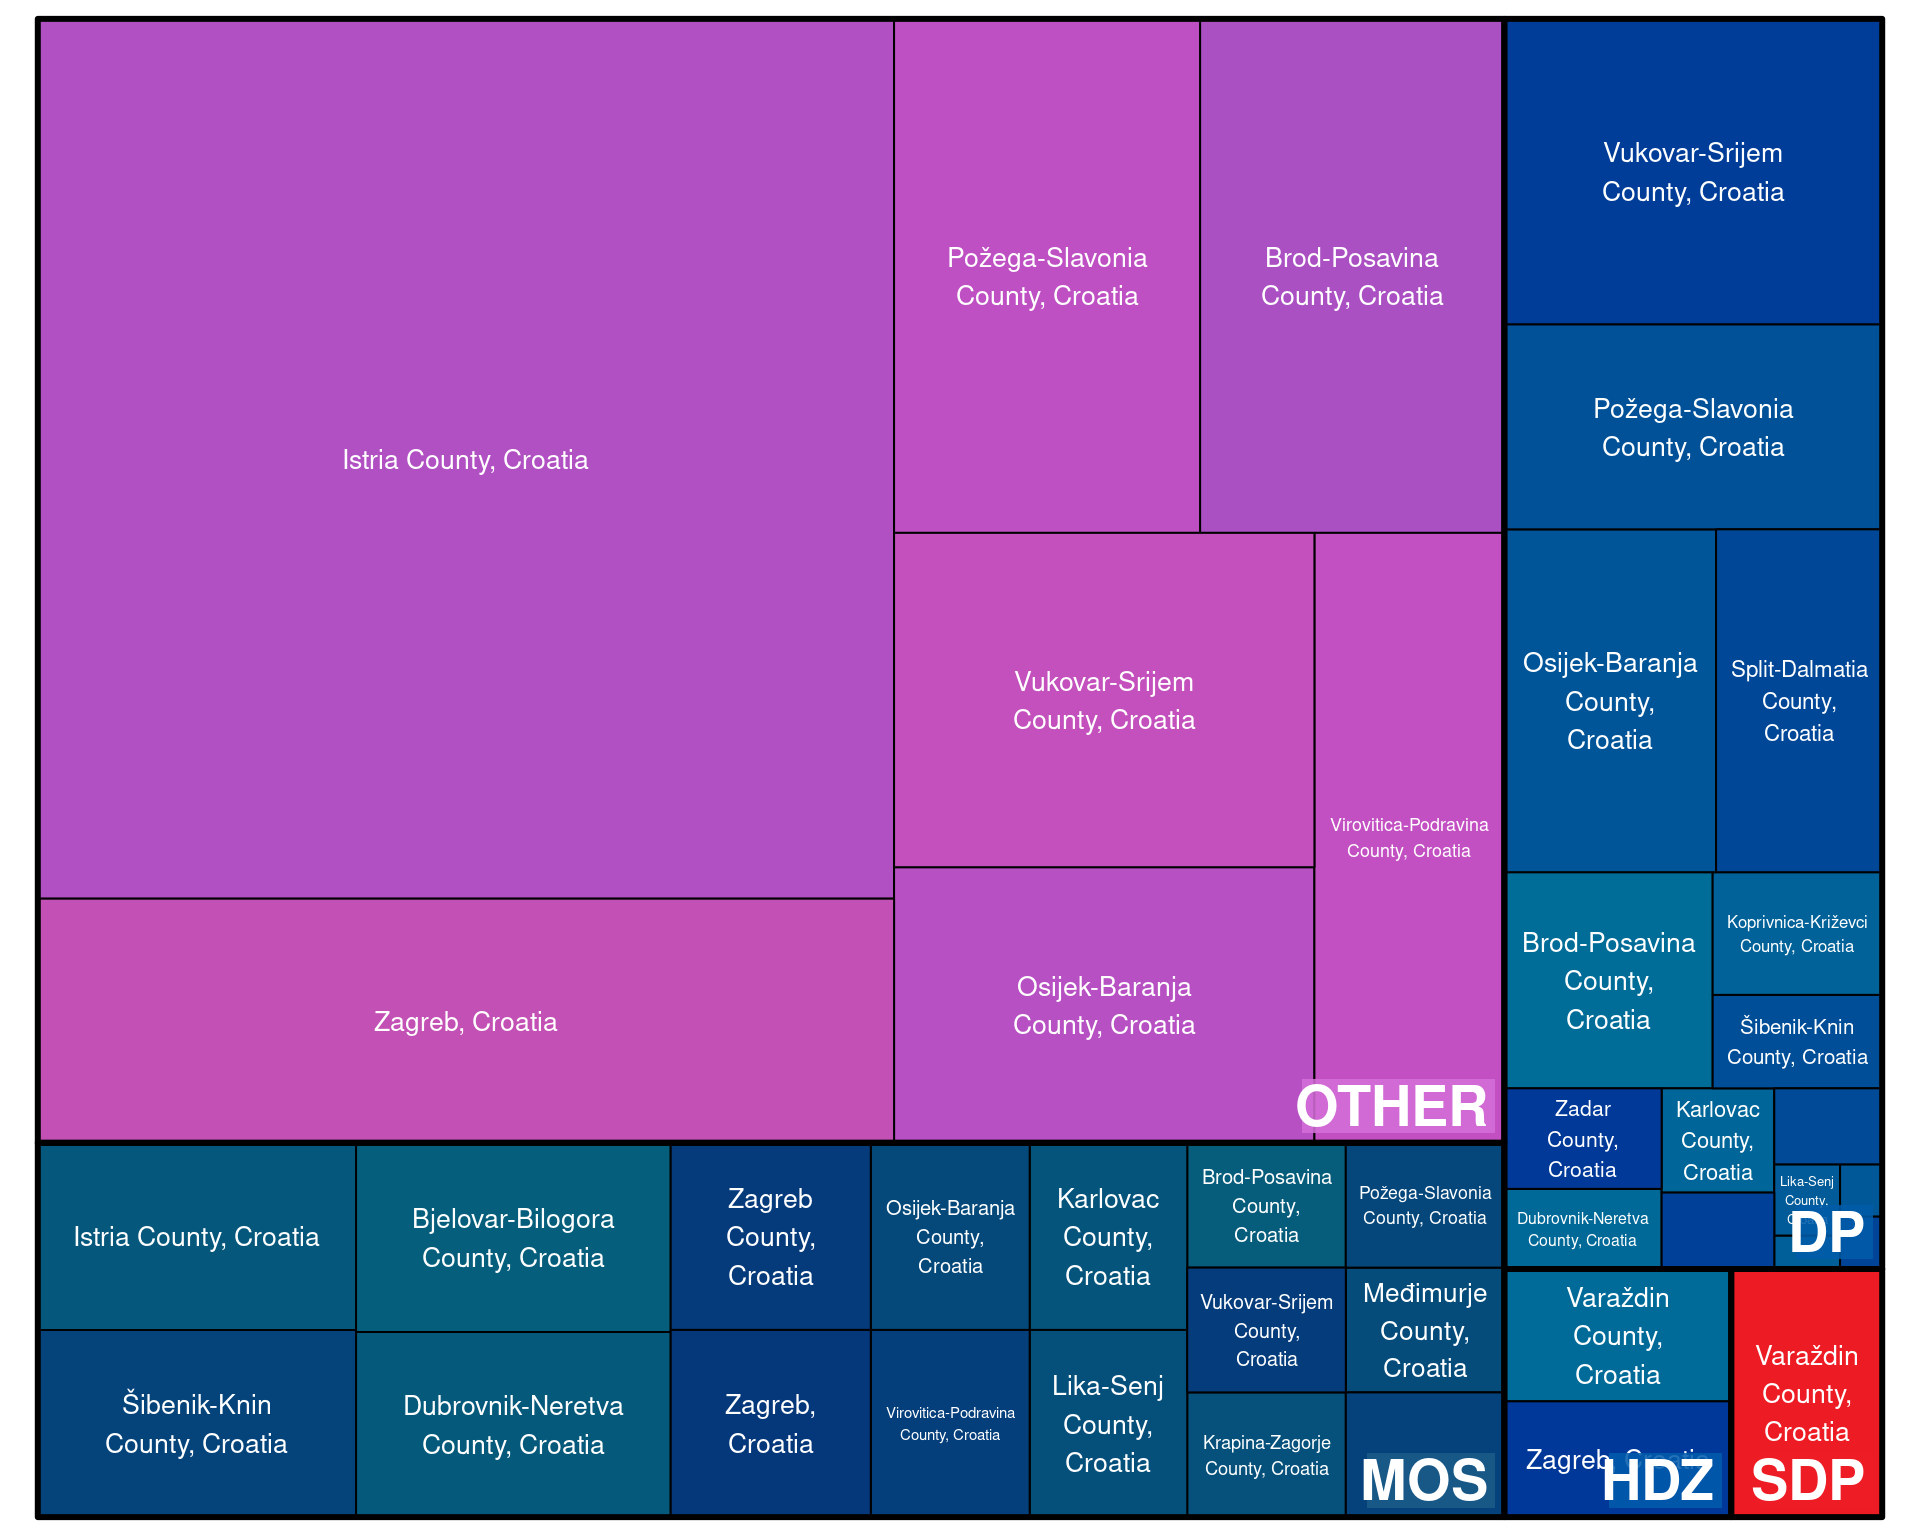 Istria County, Croatia
Zagreb, Croatia
Požega-Slavonia
County, Croatia
Brod-Posavina
County, Croatia
Vukovar-Srijem
County, Croatia
Osijek-Baranja
County, Croatia
Virovitica-Podravina
County, Croatia
OTHER
Vukovar-Srijem
County, Croatia
Požega-Slavonia
County, Croatia
Osijek-Baranja
County,
Croatia
Split-Dalmatia
County,
Croatia
Brod-Posavina
County,
Croatia
Koprivnica-Križevci
County, Croatia
Šibenik-Knin
County, Croatia
Zadar
County,
Croatia
Karlovac
County,
Croatia
Dubrovnik-Neretva
County, Croatia
Lika-Senj
County,
DP
Istria County, Croatia
Šibenik-Knin
County, Croatia
Bjelovar-Bilogora
County, Croatia
Dubrovnik-Neretva
County, Croatia
Zagreb
County,
Croatia
Zagreb,
Croatia
Osijek-Baranja
County,
Croatia
Virovitica-Podravina
County, Croatia
Karlovac
County,
Croatia
Lika-Senj
County,
Croatia
Brod-Posavina
County,
Croatia
Vukovar-Srijem
County,
Croatia
Krapina-Zagorje
County, Croatia
Požega-Slavonia
County, Croatia
Međimurje
County,
Croatia
MOS
Varaždin
County,
Croatia
Zagreb, Croatia
HDZ
Varaždin
County,
Croatia
SDP